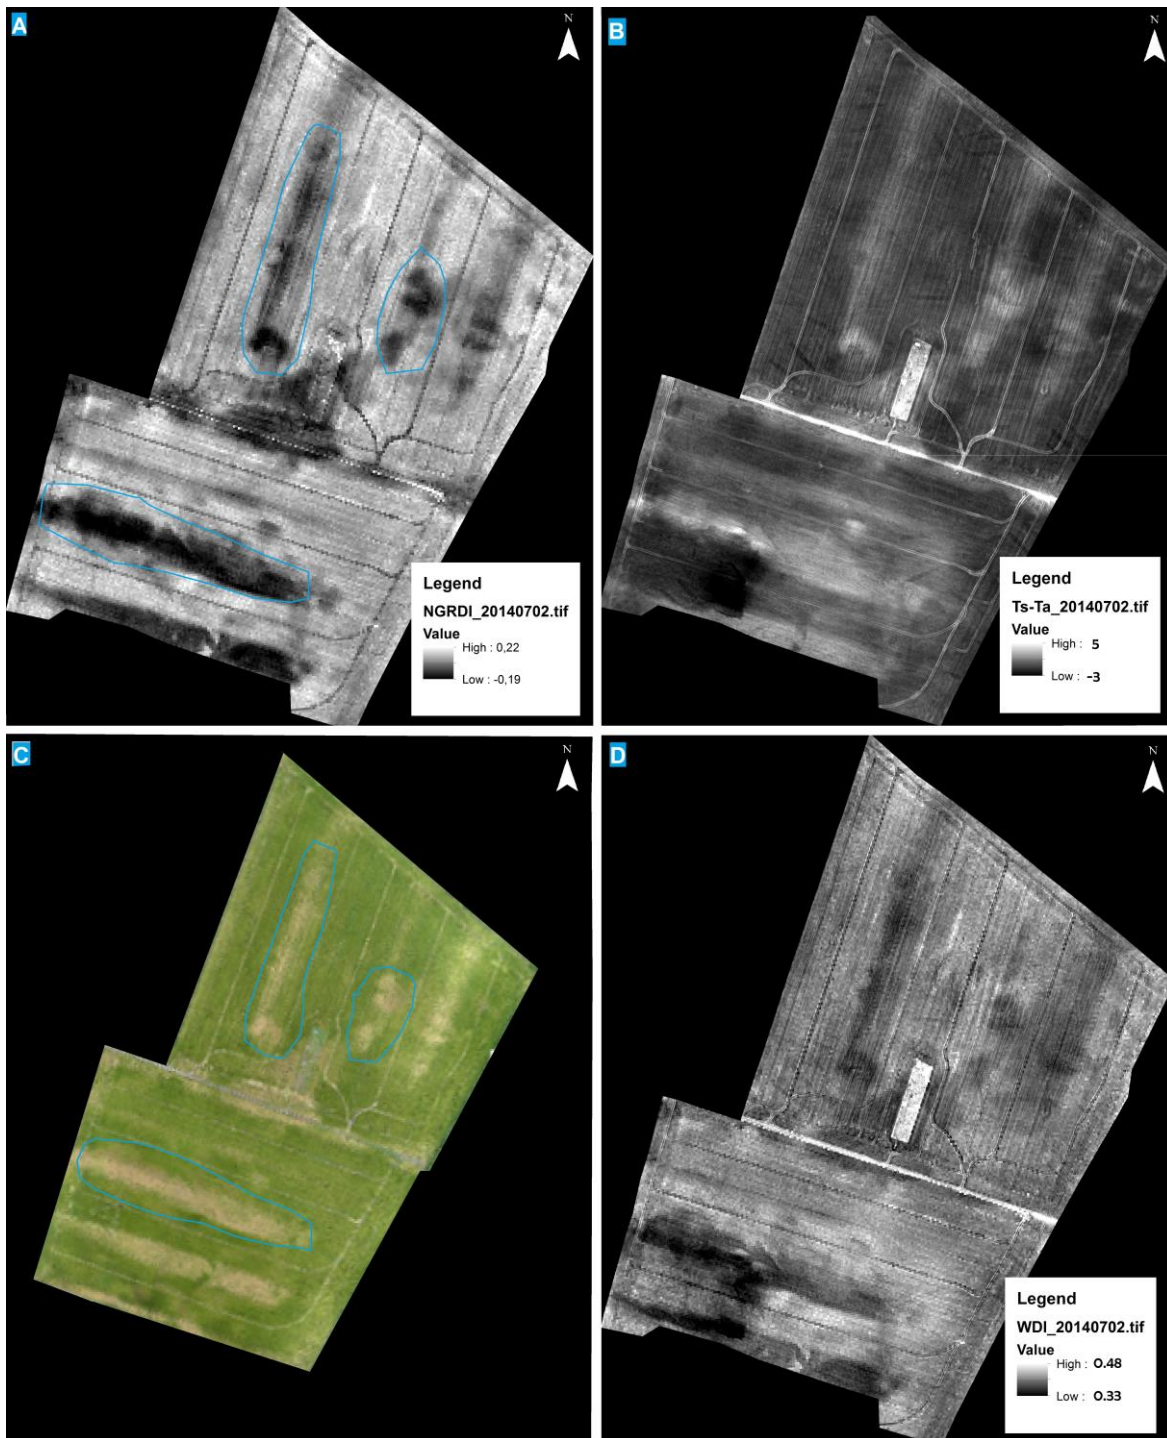 A
N
B
N
Legend
NGRDI_20140702.tif
Value
High : 0,22
Low : -0,19
Legend
Ts-Ta_20140702.tif
Value
High : 5
Low : -3
C
N
D
N
Legend
WDI_20140702.tif
Value
High : 0.48
Low : 0.33